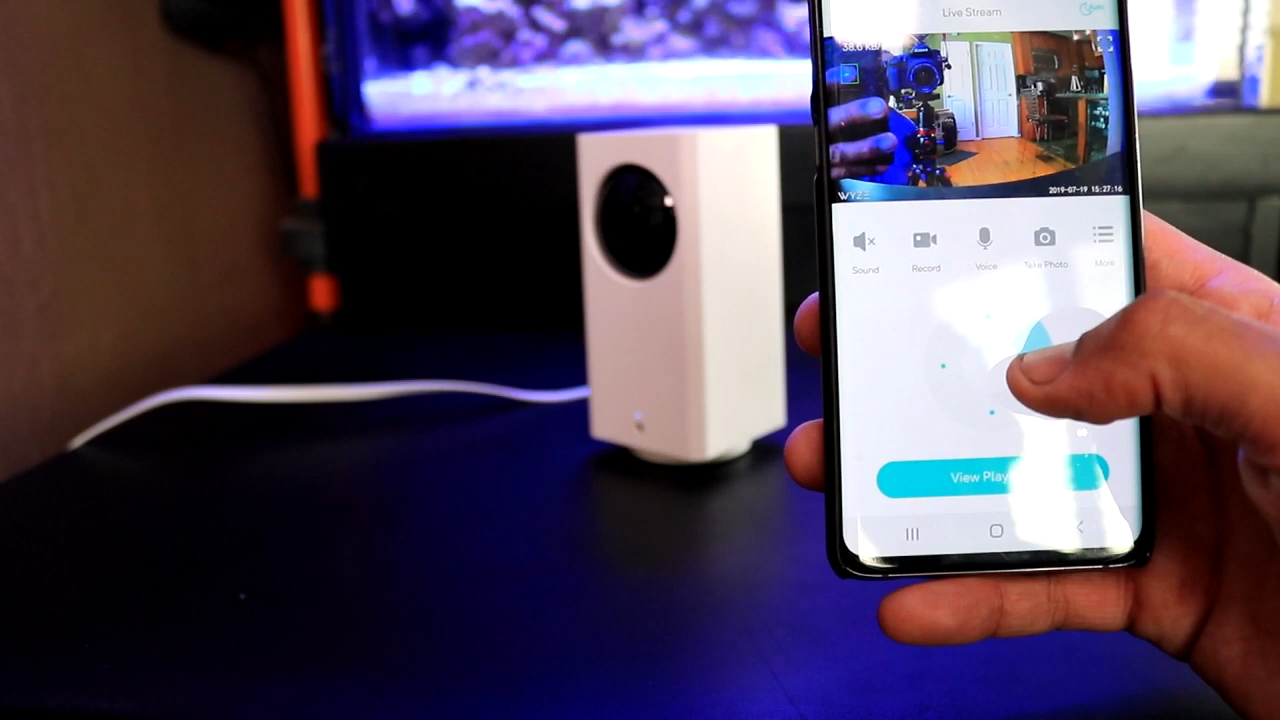 Live Stream
38.6 KB/
WYZE 2019-07-19 15:27:16
Sound Record Voice Take Photo More
View Play